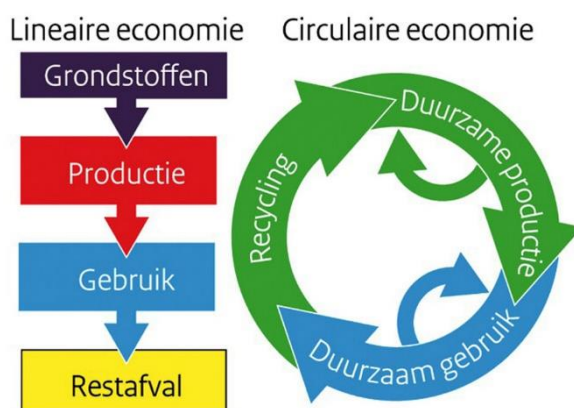 Lineaire economie
Grondstoffen
Productie
Gebruik
Restafval
Circulaire economie
Duurzame productie
Duurzaam gebruik
Recycling